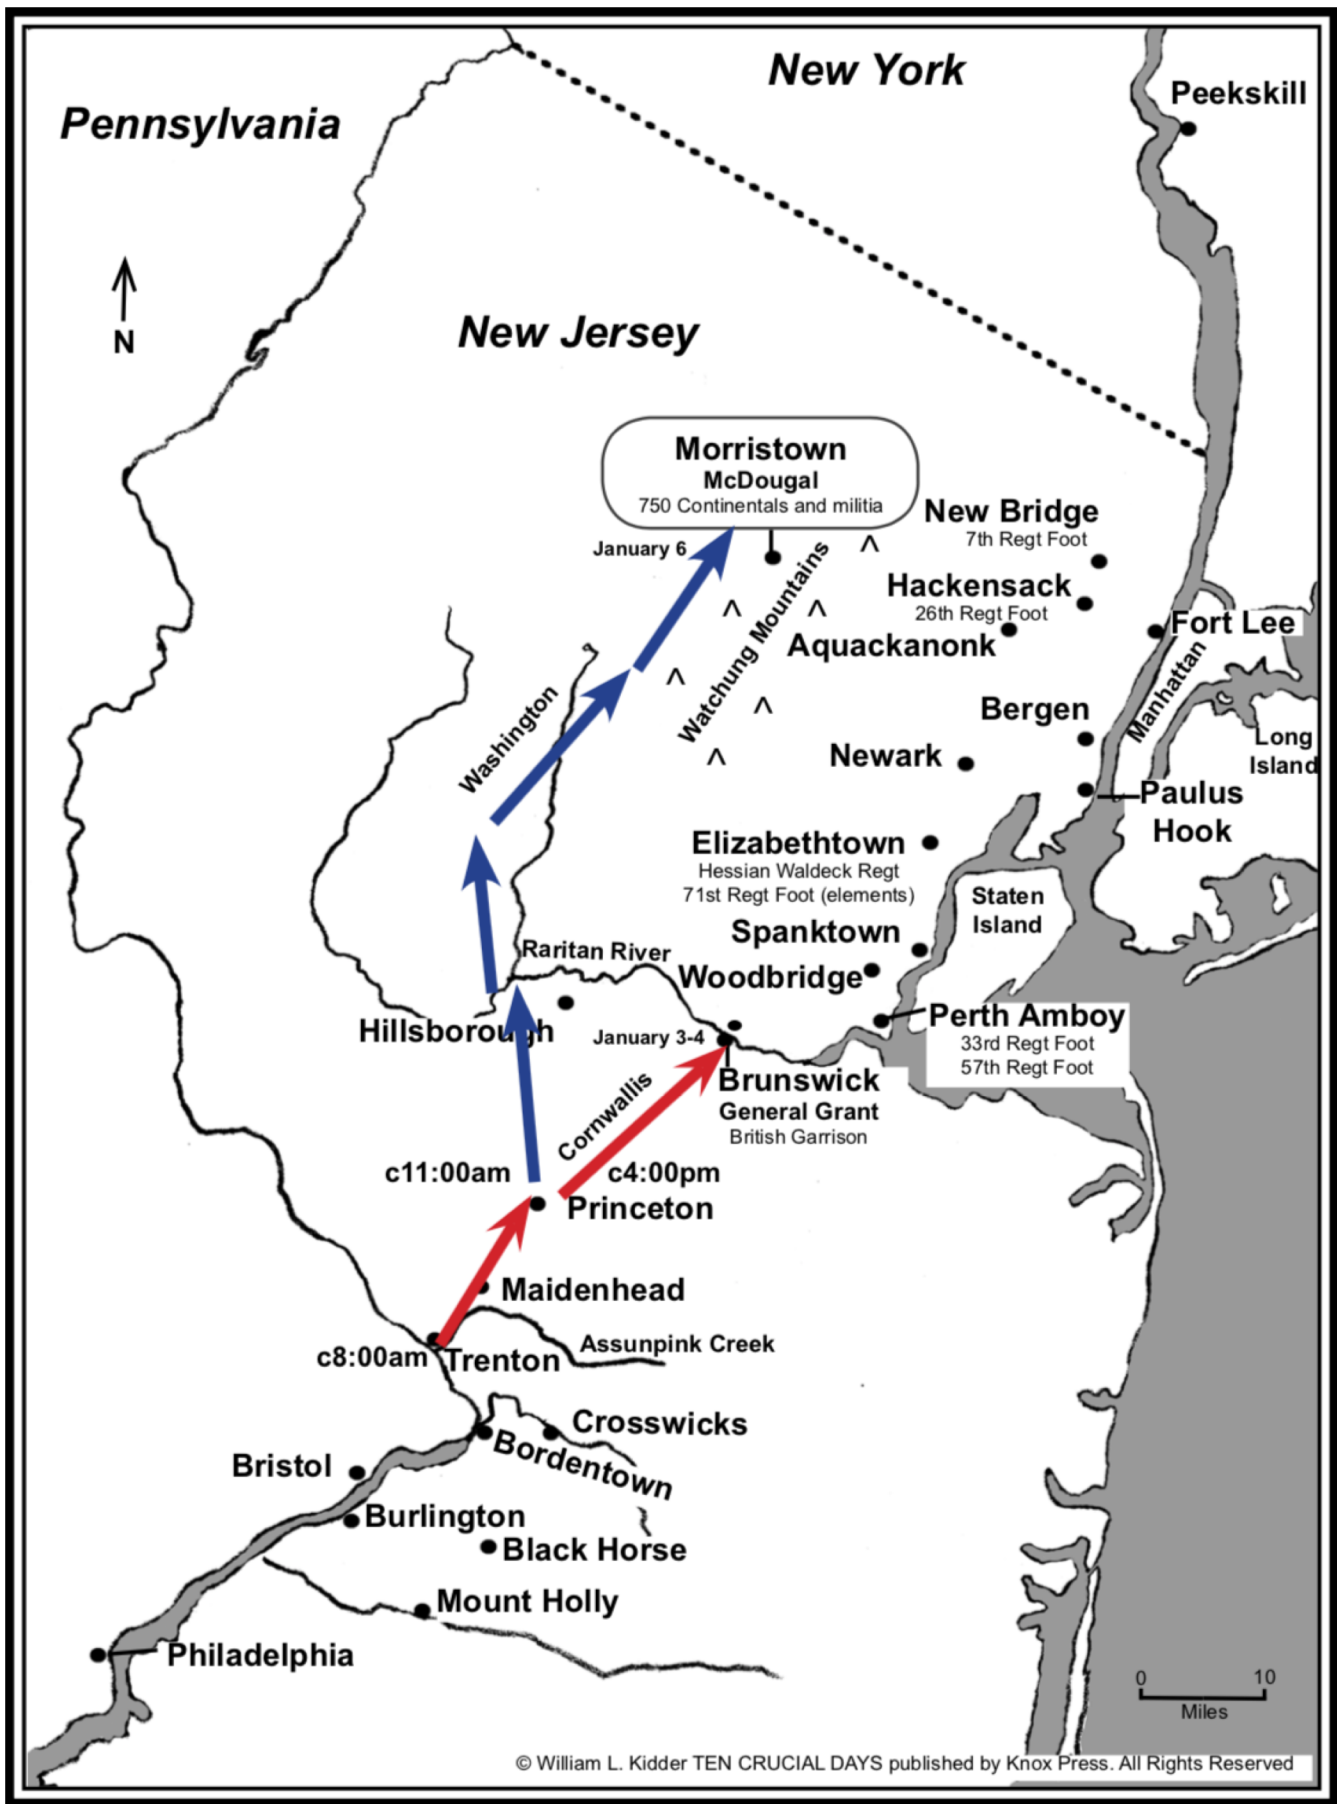 New York
Peekskill
Pennsylvania
N
New Jersey
Morristown
McDougal
750 Continentals and militia
January 6
New Bridge
7th Regt Foot
Hackensack
26th Regt Foot
Aquackanonk
Fort Lee
Manhattan
Watchung Mountains
^
^
^
^
^
^
Washington
Bergen
Long
Island
Newark
Paulus
Hook
Elizabethtown
Hessian Waldeck Regt
71st Regt Foot (elements)
Staten
Island
Spanktown
Raritan River
Woodbridge
Hillsborough
January 3-4
Perth Amboy
33rd Regt Foot
57th Regt Foot
Brunswick
General Grant
British Garrison
Cornwallis
c11:00am
c4:00pm
Princeton
Maidenhead
Assunpink Creek
c8:00am
Trenton
Crosswicks
Bordentown
Bristol
Burlington
Black Horse
Mount Holly
Philadelphia
0 10
Miles
© William L. Kidder TEN CRUCIAL DAYS published by Knox Press. All Rights Reserved